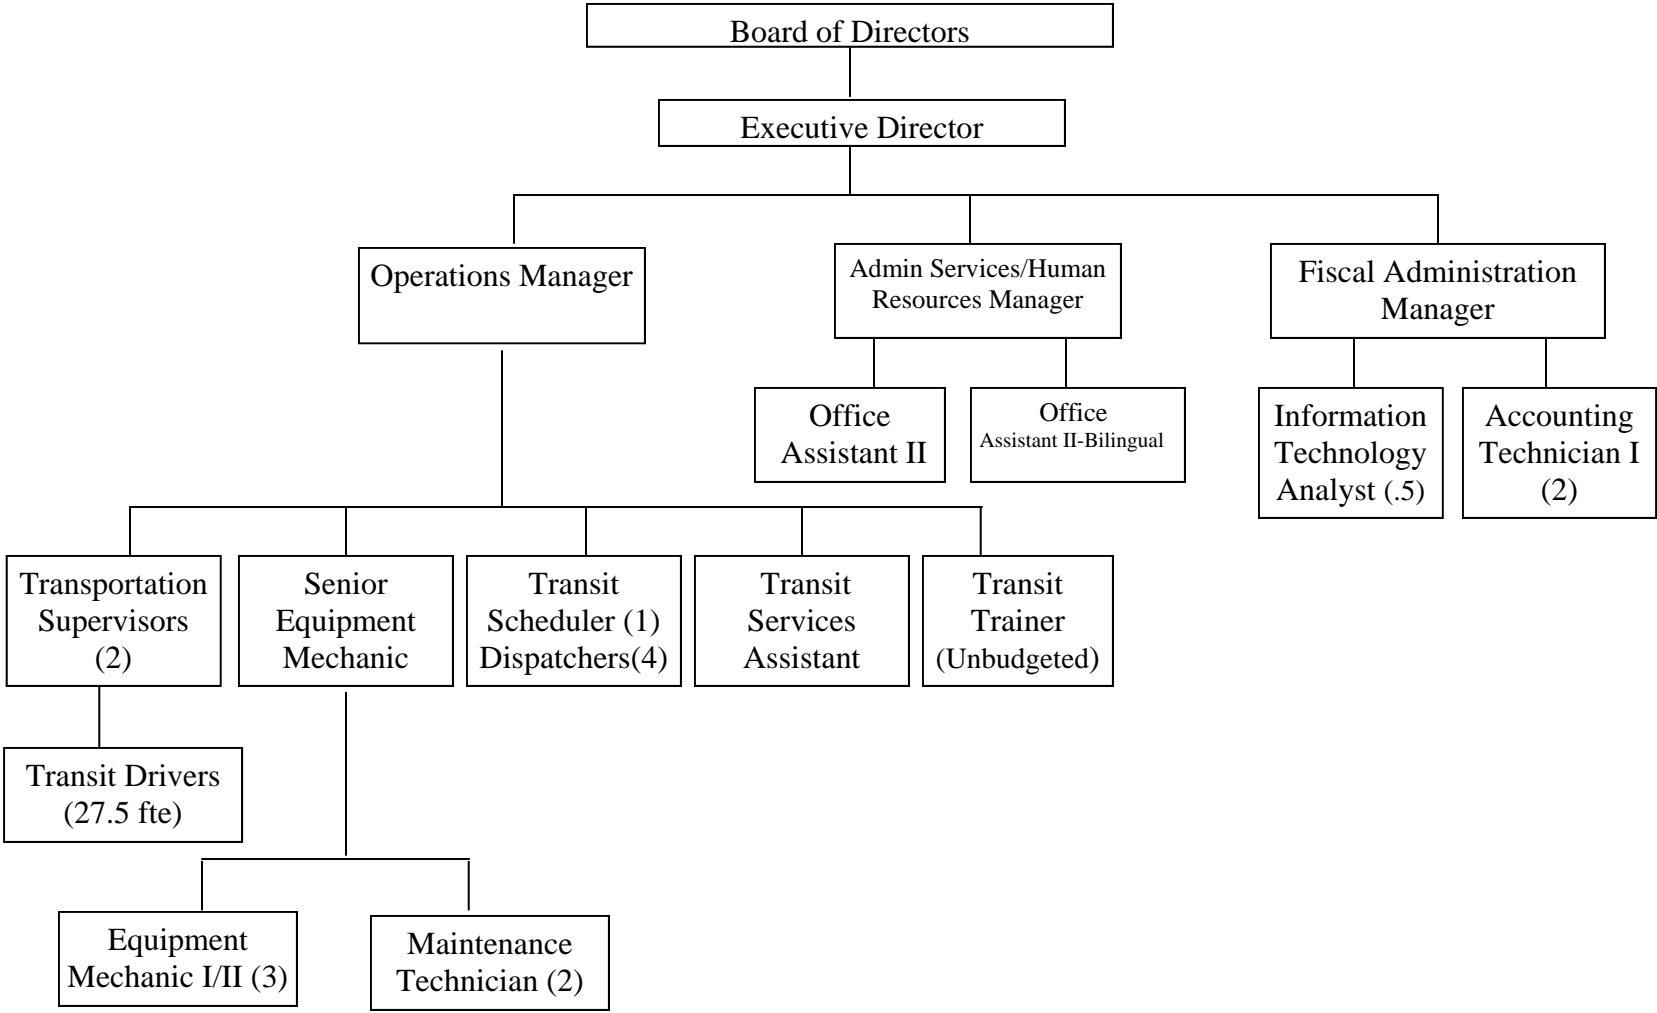 Board of Directors
Executive Director
Operations Manager
Admin Services/Human
Resources Manager
Fiscal Administration
Manager
Office
Assistant II
Office
Assistant II-Bilingual
Information
Technology
Analyst (.5)
Accounting
Technician I
(2)
Transportation
Supervisors
(2)
Senior
Equipment
Mechanic
Transit
Scheduler (1)
Dispatchers(4)
Transit
Services
Assistant
Transit
Trainer
(Unbudgeted)
Transit Drivers
(27.5 fte)
Equipment
Mechanic I/II (3)
Maintenance
Technician (2)